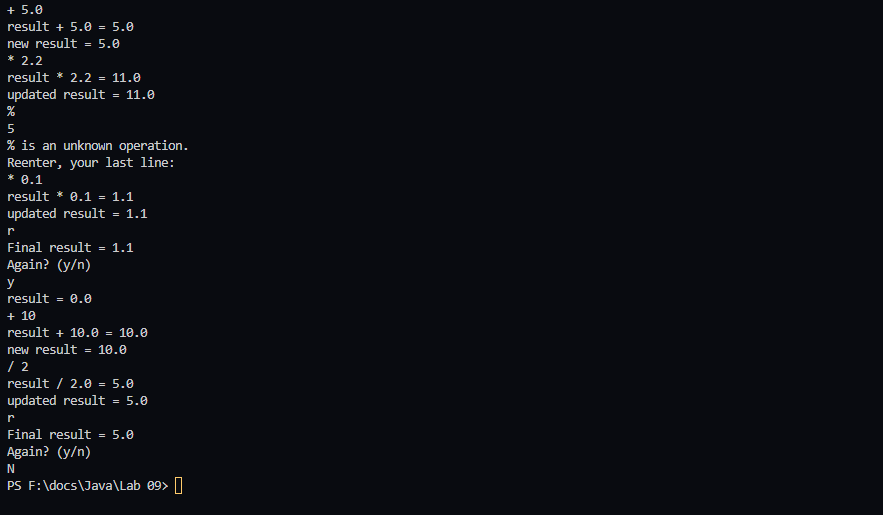 + 5.0
result + 5.0 = 5.0
new result = 5.0
* 2.2
result * 2.2 = 11.0
updated result = 11.0
%
5
% is an unknown operation.
Reenter, your last line:
* 0.1
result * 0.1 = 1.1
updated result = 1.1
r
Final result = 1.1
Again? (y/n)
y
result = 0.0
+ 10
result + 10.0 = 10.0
new result = 10.0
/ 2
result / 2.0 = 5.0
updated result = 5.0
r
Final result = 5.0
Again? (y/n)
N
PS F:\docs\Java\Lab 09>